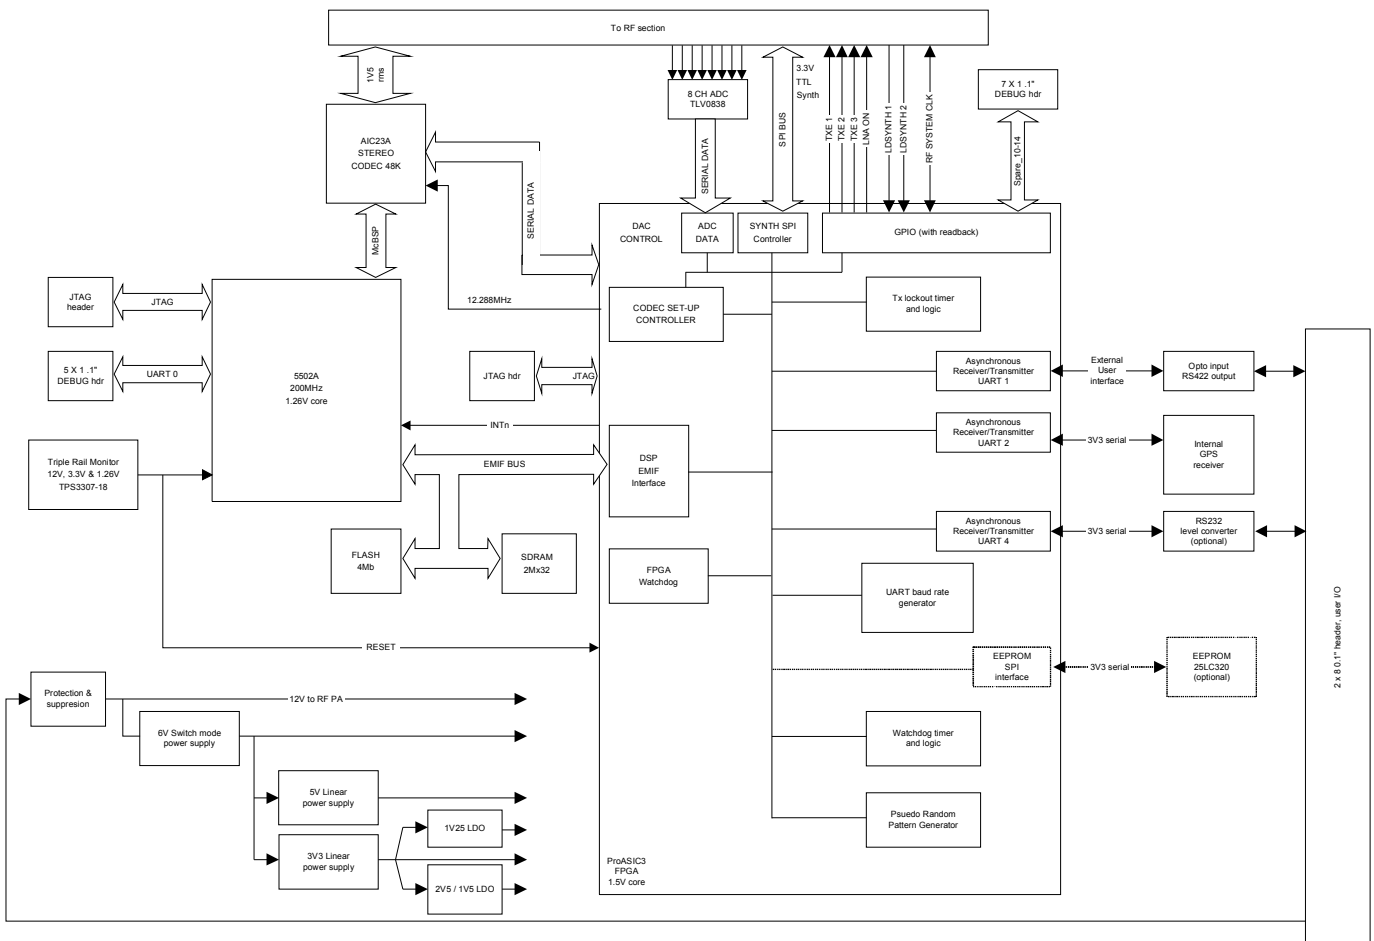 To RF section
1V5
rms
3.3V
TTL
Synth
8 CH ADC
TLV0838
7 X 1 .1"
DEBUG hdr
SPI BUS
TXE 1
TXE 2
TXE 3
LNA ON
LDSYNTH 1
LDSYNTH 2
RF SYSTEM CLK
AIC23A
STEREO
CODEC 48K
SERIAL DATA
SERIAL DATA
Spare_10-14
McBSP
DAC
CONTROL
ADC
DATA
SYNTH SPI
Controller
GPIO (with readback)
JTAG
header
JTAG
12.288MHz
CODEC SET-UP
CONTROLLER
Tx lockout timer
and logic
5 X 1 .1"
DEBUG hdr
UART 0
5502A
200MHz
1.26V core
JTAG hdr
JTAG
Asynchronous
Receiver/Transmitter
UART 1
External
User
interface
Opto input
RS422 output
INTn
Asynchronous
Receiver/Transmitter
UART 2
3V3 serial
Internal
GPS
receiver
Triple Rail Monitor
12V, 3.3V & 1.26V
TPS3307-18
EMIF BUS
DSP
EMIF
Interface
Asynchronous
Receiver/Transmitter
UART 4
3V3 serial
RS232
level converter
(optional)
FLASH
4Mb
SDRAM
2Mx32
FPGA
Watchdog
UART baud rate
generator
2 x 8 0.1" header, user I/O
RESET
EEPROM
SPI
interface
3V3 serial
EEPROM
25LC320
(optional)
Protection &
suppresion
12V to RF PA
6V Switch mode
power supply
Watchdog timer
and logic
5V Linear
power supply
1V25 LDO
Psuedo Random
Pattern Generator
3V3 Linear
power supply
2V5 / 1V5 LDO
ProASIC3
FPGA
1.5V core